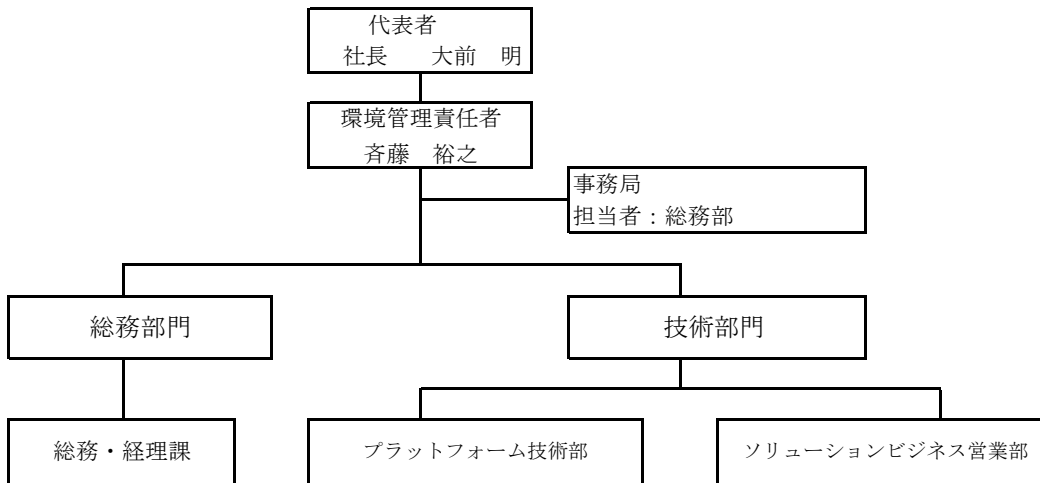 代表者
社長　　大前　明
環境管理責任者
斉藤　裕之
事務局
担当者：総務部
総務部門
技術部門
総務・経理課
プラットフォーム技術部
ソリューションビジネス営業部